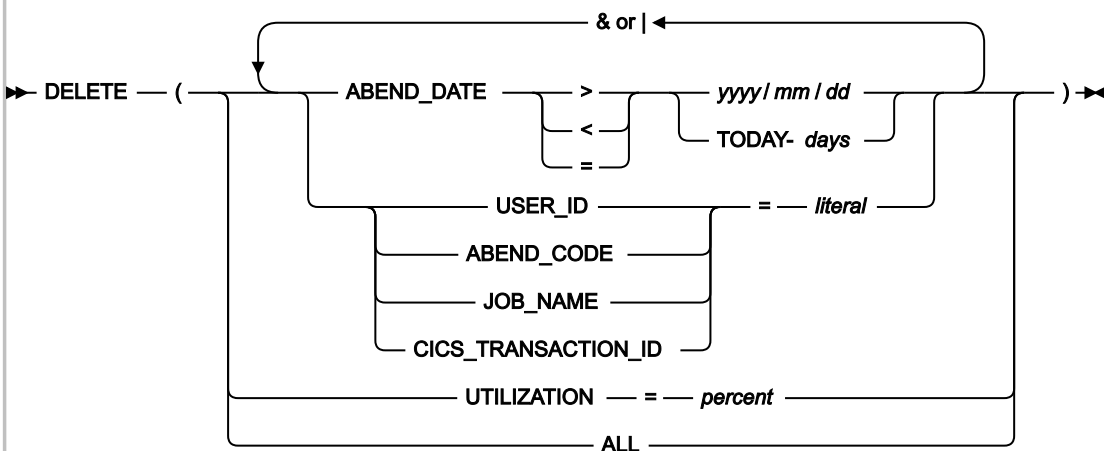 & or |
DELETE ( ABEND_DATE > yyyy / mm / dd )
< TODAY- days
=
USER_ID = literal
ABEND_CODE
JOB_NAME
CICS_TRANSACTION_ID
UTILIZATION = percent
ALL